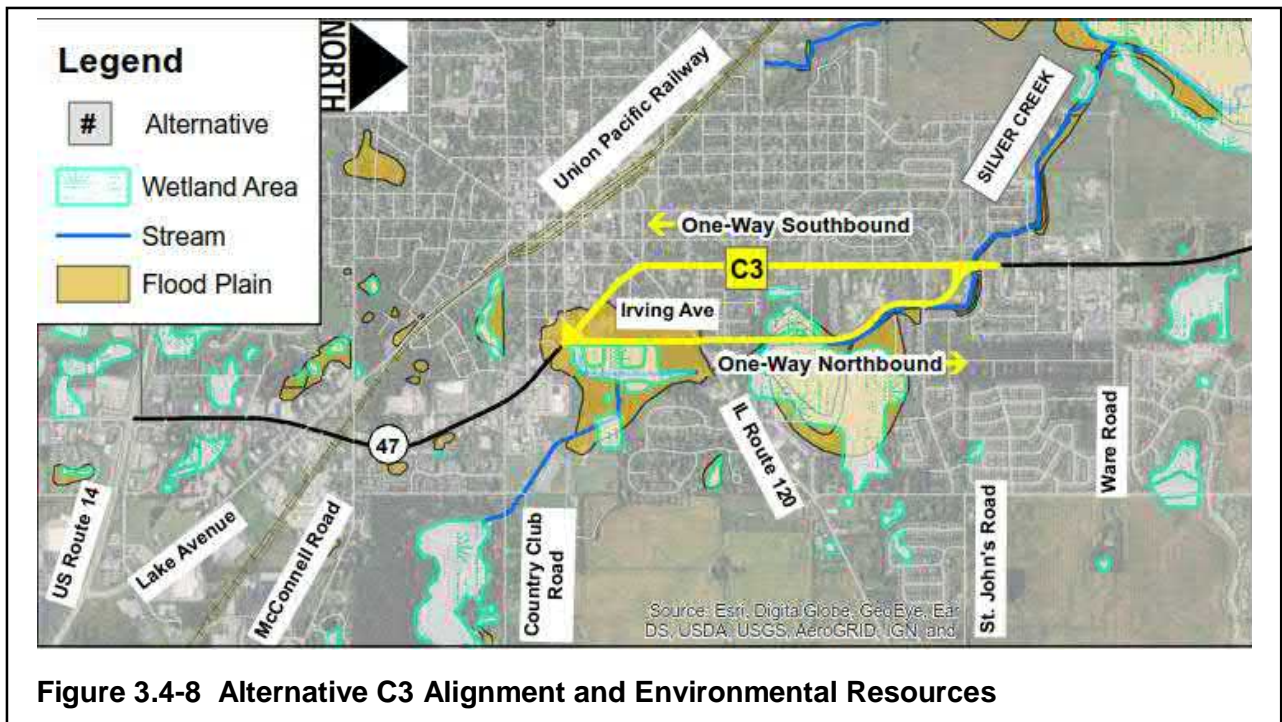 Legend
# Alternative
Wetland Area
Stream
Flood Plain
NORTH
Union Pacific Railway
SILVER CREEK
One-Way Southbound
C3
Irving Ave
One-Way Northbound
47
US Route 14
Lake Avenue
McConnell Road
Country Club
Road
IL Route 120
St. John's Road
Ware Road
Source: Esri, DigitalGlobe, GeoEye, Ear
DS, USDA, USGS, AeroGRID, IGN, and
Figure 3.4-8 Alternative C3 Alignment and Environmental Resources